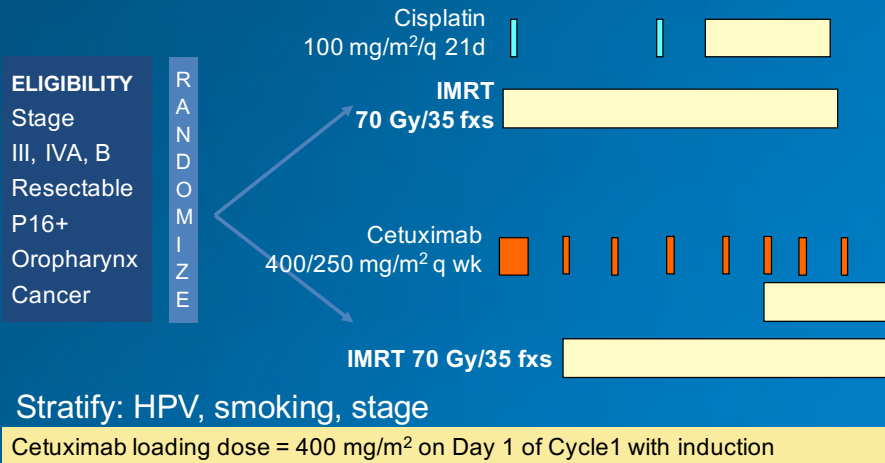 Cisplatin
100 mg/m²/q 21d
IMRT
70 Gy/35 fxs
ELIGIBILITY
Stage
III, IVA, B
Resectable
P16+
Oropharynx
Cancer
R
A
N
D
O
M
I
Z
E
Cetuximab
400/250 mg/m² q wk
IMRT 70 Gy/35 fxs
Stratify: HPV, smoking, stage
Cetuximab loading dose = 400 mg/m² on Day 1 of Cycle1 with induction